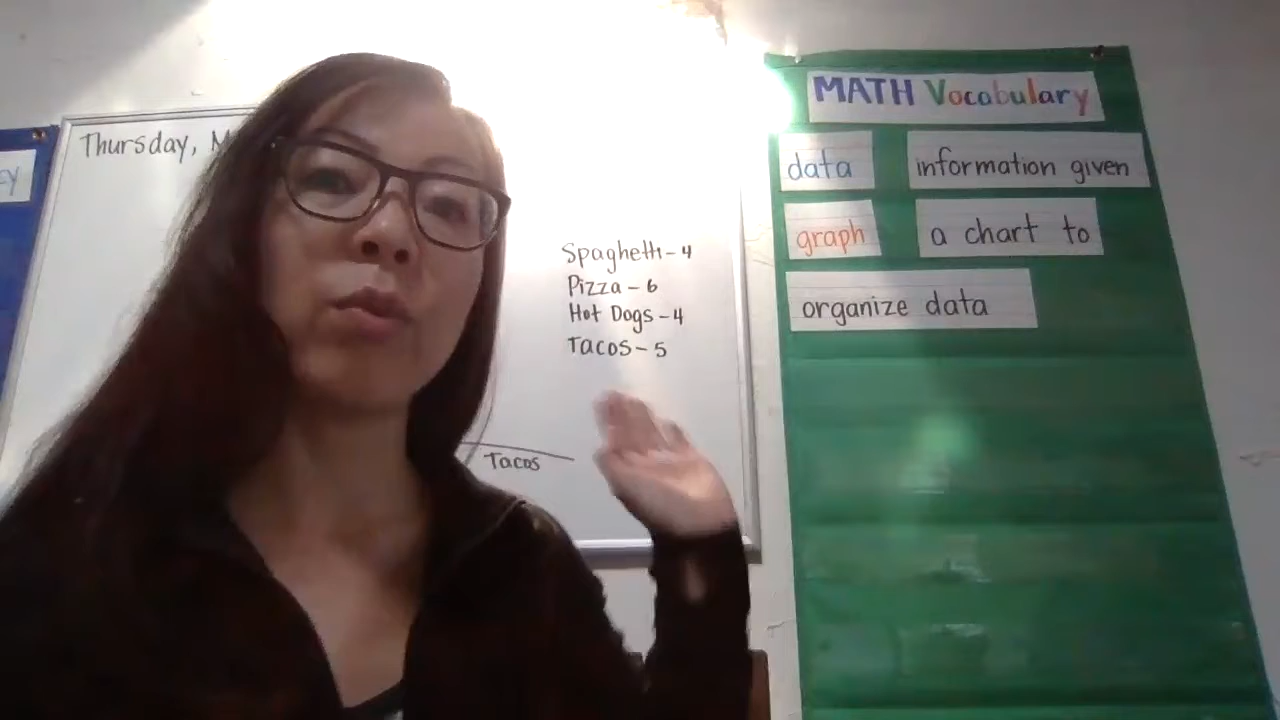 Thursday,
Spaghetti - 4
Pizza - 6
Hot Dogs - 4
Tacos - 5
Tacos
MATH Vocabulary
data information given
graph a chart to
organize data